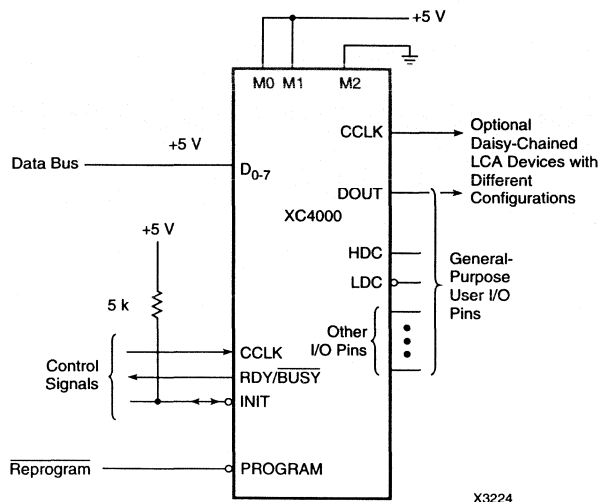 +5 V
M0 M1 M2
CCLK
Optional
Daisy-Chained
LCA Devices with
Different
Configurations
+5 V
Data Bus
D0-7
DOUT
XC4000
+5 V
HDC
LDC
General-
Purpose
User I/O
Pins
5 k
Other
I/O Pins
Control
Signals
CCLK
RDY/BUSY
INIT
Reprogram
PROGRAM
X3224